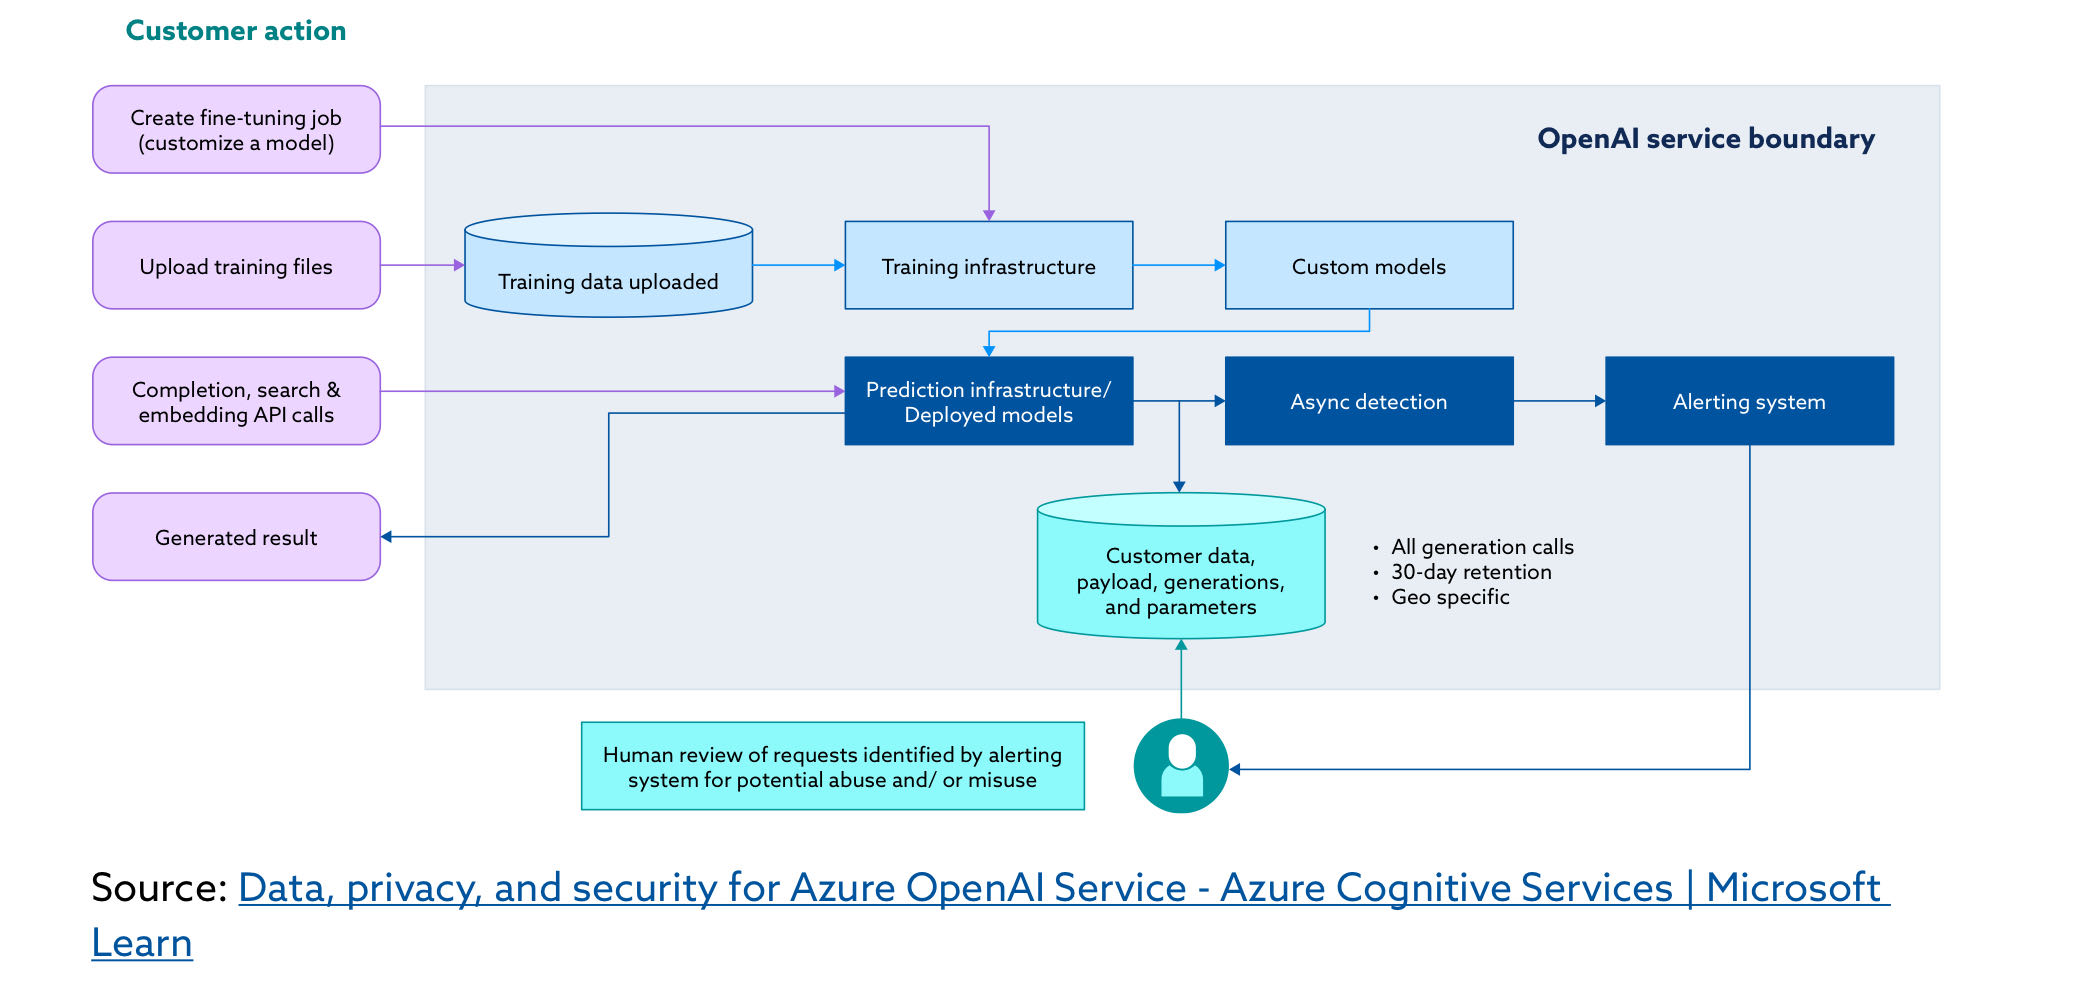 Customer action
Create fine-tuning job
(customize a model)
OpenAI service boundary
Upload training files
Training data uploaded
Training infrastructure
Custom models
Completion, search &
embedding API calls
Prediction infrastructure/
Deployed models
Async detection
Alerting system
Generated result
Customer data,
payload, generations,
and parameters
• All generation calls
• 30-day retention
• Geo specific
Human review of requests identified by alerting
system for potential abuse and/ or misuse
Source: Data, privacy, and security for Azure OpenAI Service - Azure Cognitive Services | Microsoft
Learn